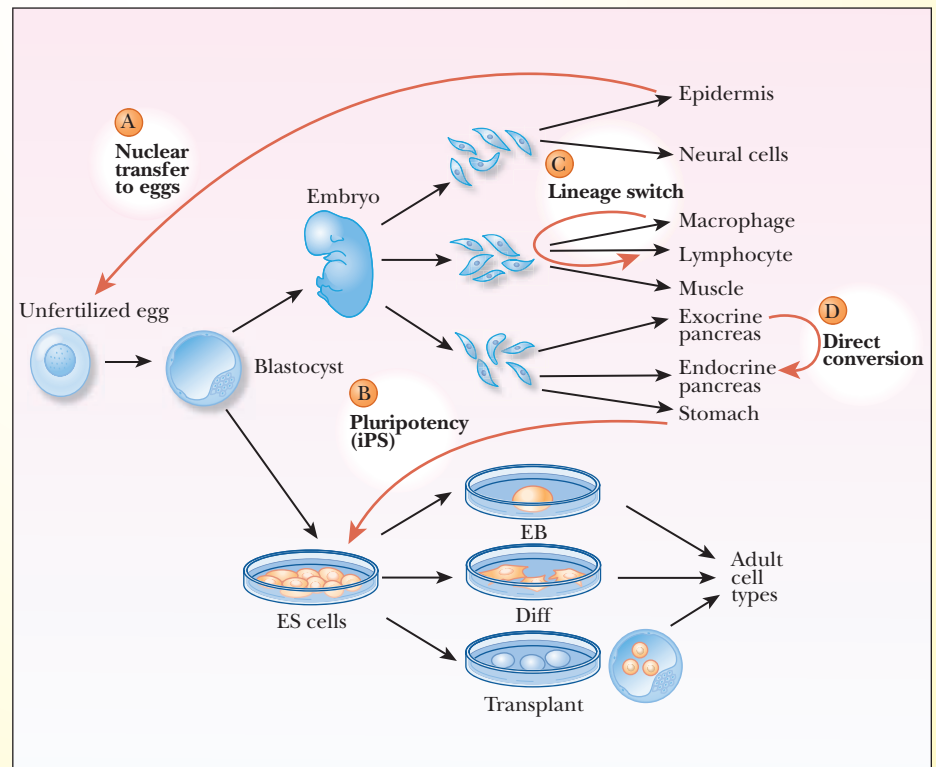 A
Nuclear
transfer
to eggs
Embryo
Epidermis
Neural cells
C
Lineage switch
Macrophage
Lymphocyte
Muscle
Unfertilized egg
Blastocyst
Exocrine
pancreas
D
Direct
conversion
Endocrine
pancreas
Stomach
B
Pluripotency
(iPS)
EB
ES cells
Diff
Adult
cell
types
Transplant